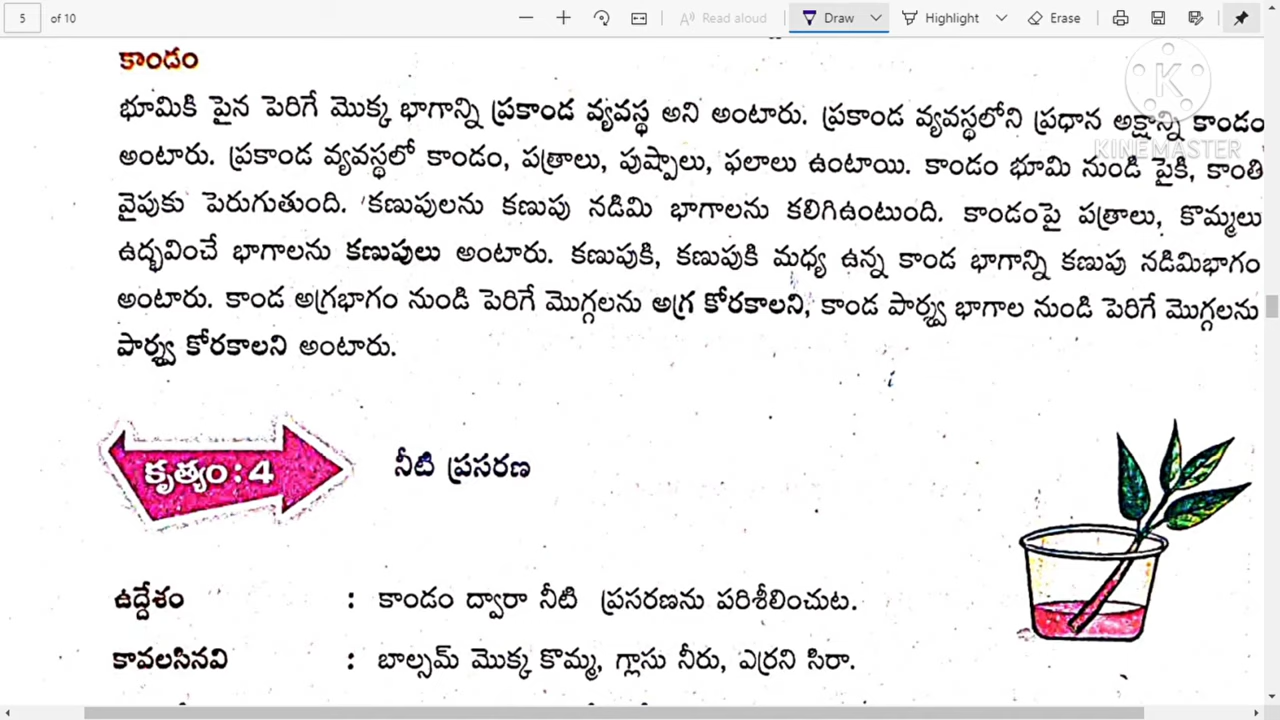 5 of 10 Read aloud Draw Highlight Erase
కాండం
K
KINEMASTER
భూమికి పైన పెరిగే మొక్క భాగాన్ని ప్రకాండ వ్యవస్థ అని అంటారు. ప్రకాండ వ్యవస్థలోని ప్రధాన అక్షాన్ని కాండం
అంటారు. ప్రకాండ వ్యవస్థలో కాండం, పత్రాలు, పుష్పాలు, ఫలాలు ఉంటాయి. కాండం భూమి నుండి పైకి, కాంతి
వైపుకు పెరుగుతుంది. కణుపులను కణుపు నడిమి భాగాలను కలిగిఉంటుంది. కాండంపై పత్రాలు, కొమ్మలు
ఉద్భవించే భాగాలను కణుపులు అంటారు. కణుపుకి, కణుపుకి మధ్య ఉన్న కాండ భాగాన్ని కణుపు నడిమిభాగం
అంటారు. కాండ అగ్రభాగం నుండి పెరిగే మొగ్గలను అగ్ర కోరకాలని, కాండ పార్శ్వ భాగాల నుండి పెరిగే మొగ్గలను
పార్శ్వ కోరకాలని అంటారు.
కృత్యం : 4 నీటి ప్రసరణ
ఉద్దేశం : కాండం ద్వారా నీటి ప్రసరణను పరిశీలించుట.
కావలసినవి : బాల్సమ్ మొక్క కొమ్మ, గ్లాసు నీరు, ఎర్రని సిరా.